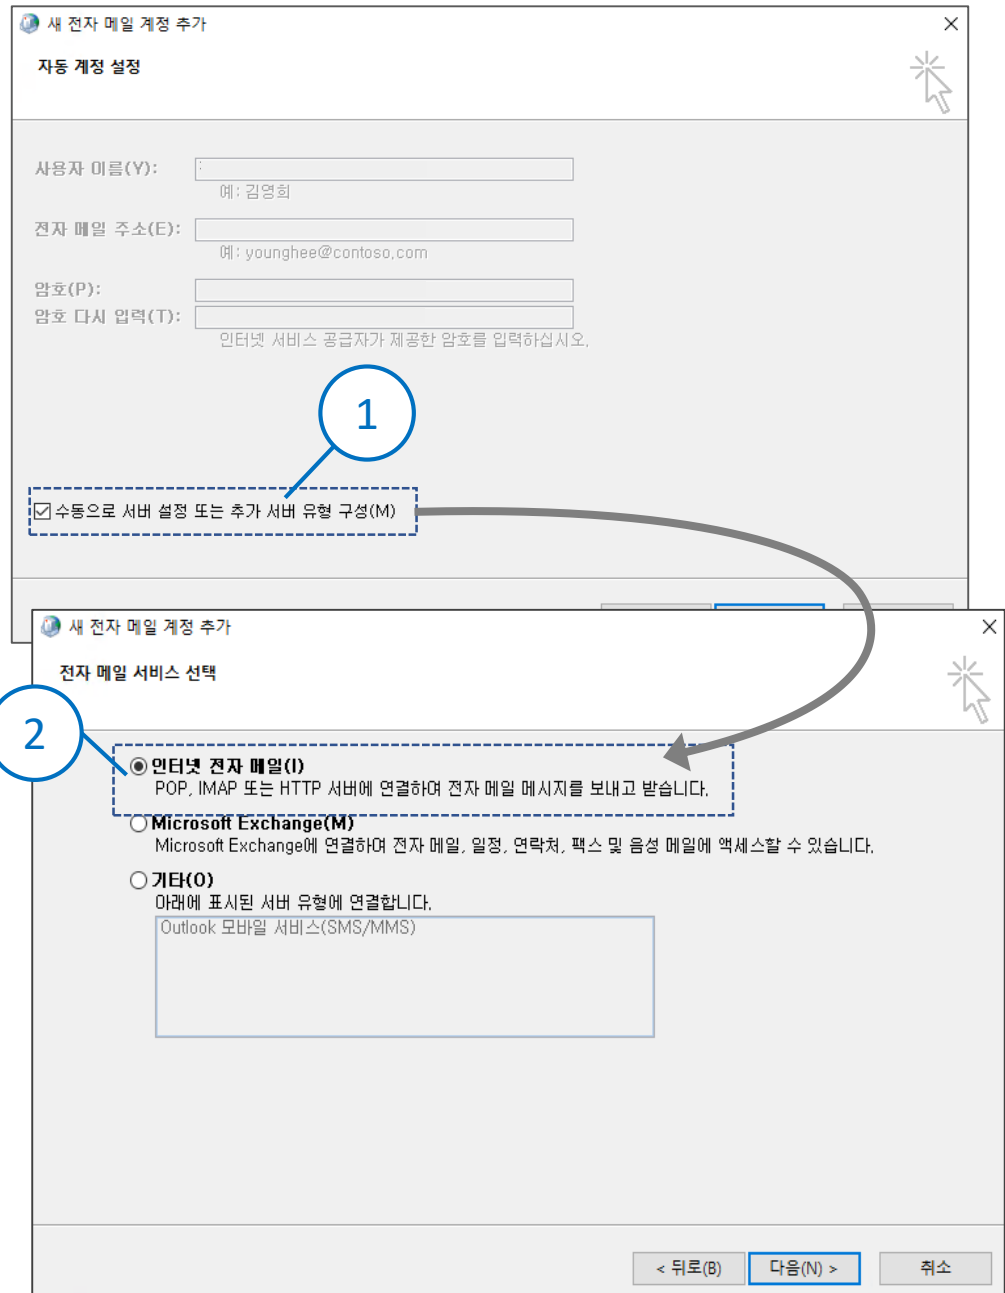 새 전자 메일 계정 추가
자동 계정 설정
사용자 이름(Y):
예: 김영희
전자 메일 주소(E):
예: younghee@contoso.com
암호(P):
암호 다시 입력(T):
인터넷 서비스 공급자가 제공한 암호를 입력하십시오.
1
수동으로 서버 설정 또는 추가 서버 유형 구성(M)
새 전자 메일 계정 추가
전자 메일 서비스 선택
2
인터넷 전자 메일(I)
POP, IMAP 또는 HTTP 서버에 연결하여 전자 메일 메시지를 보내고 받습니다.
Microsoft Exchange(M)
Microsoft Exchange에 연결하여 전자 메일, 일정, 연락처, 팩스 및 음성 메일에 액세스할 수 있습니다.
기타(O)
아래에 표시된 서버 유형에 연결합니다.
Outlook 모바일 서비스(SMS/MMS)
< 뒤로(B) 다음(N) > 취소